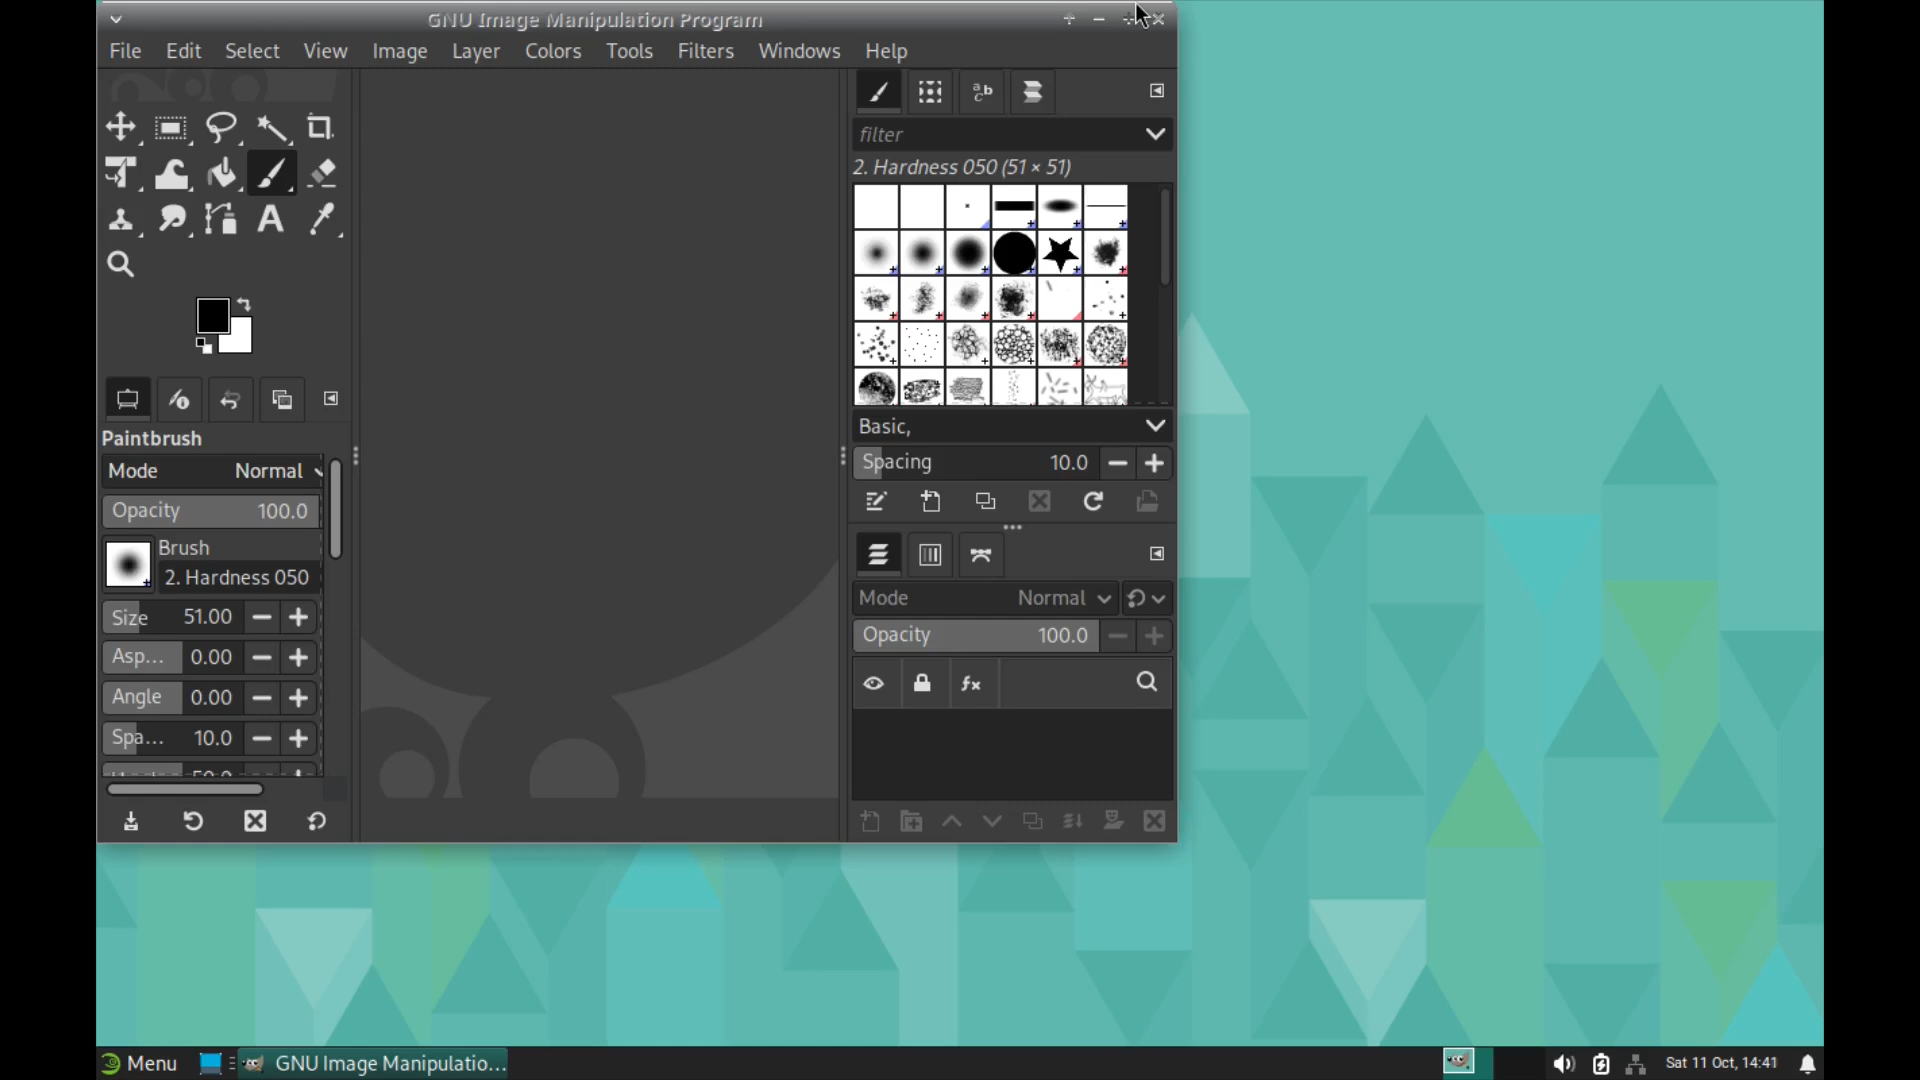 GNU Image Manipulation Program
File Edit Select View Image Layer Colors Tools Filters Windows Help
filter
2. Hardness 050 (51 × 51)
Basic,
Spacing 10.0
Mode Normal
Opacity 100.0
fx
Paintbrush
Mode Normal
Opacity 100.0
Brush
2. Hardness 050
Size 51.00
Asp... 0.00
Angle 0.00
Spa... 10.0
Menu
GNU Image Manipulatio...
Sat 11 Oct, 14:41